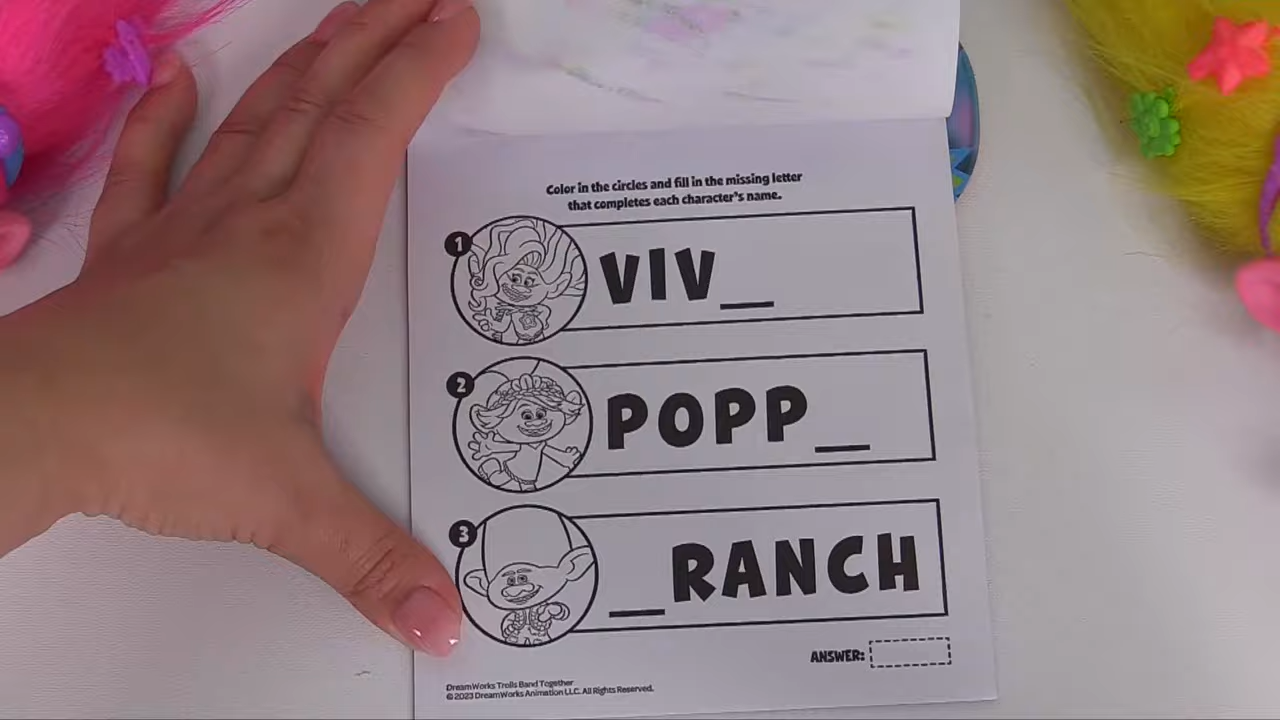 Color in the circles and fill in the missing letter
that completes each character's name.
1
VIV_
2
POPP_
3
_RANCH
ANSWER:
DreamWorks Trolls Band Together
© 2023 DreamWorks Animation LLC. All Rights Reserved.